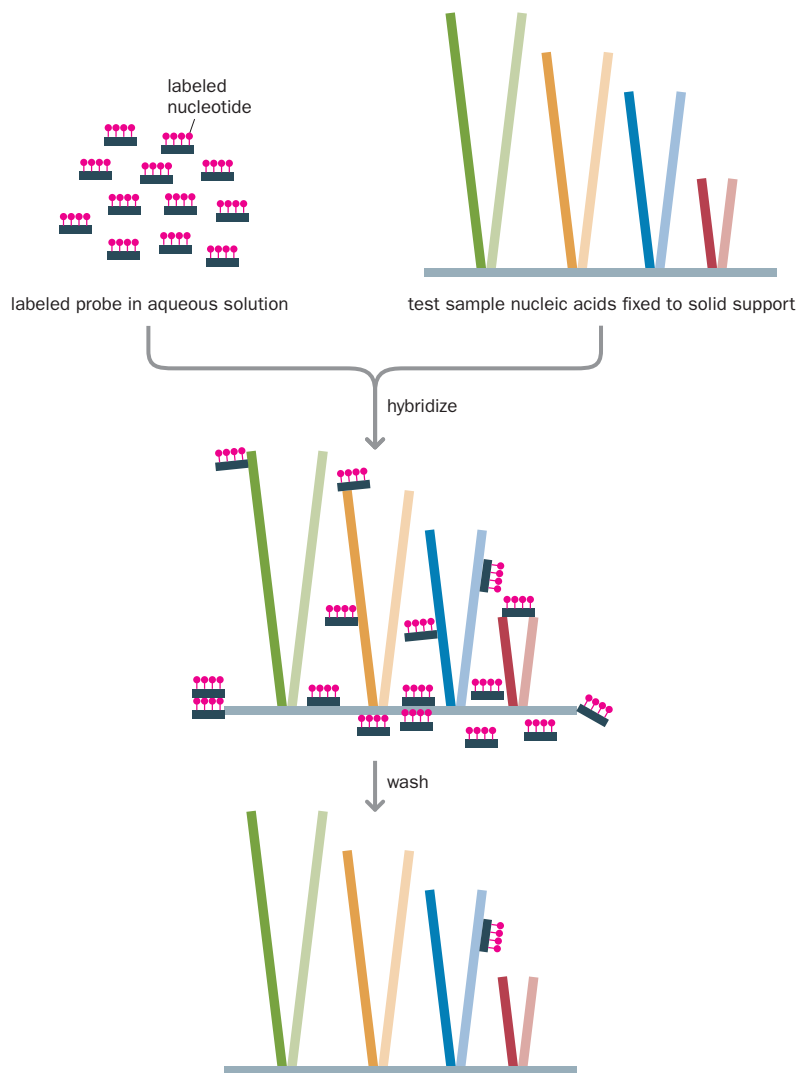 labeled
nucleotide
labeled probe in aqueous solution
test sample nucleic acids fixed to solid support
hybridize
wash